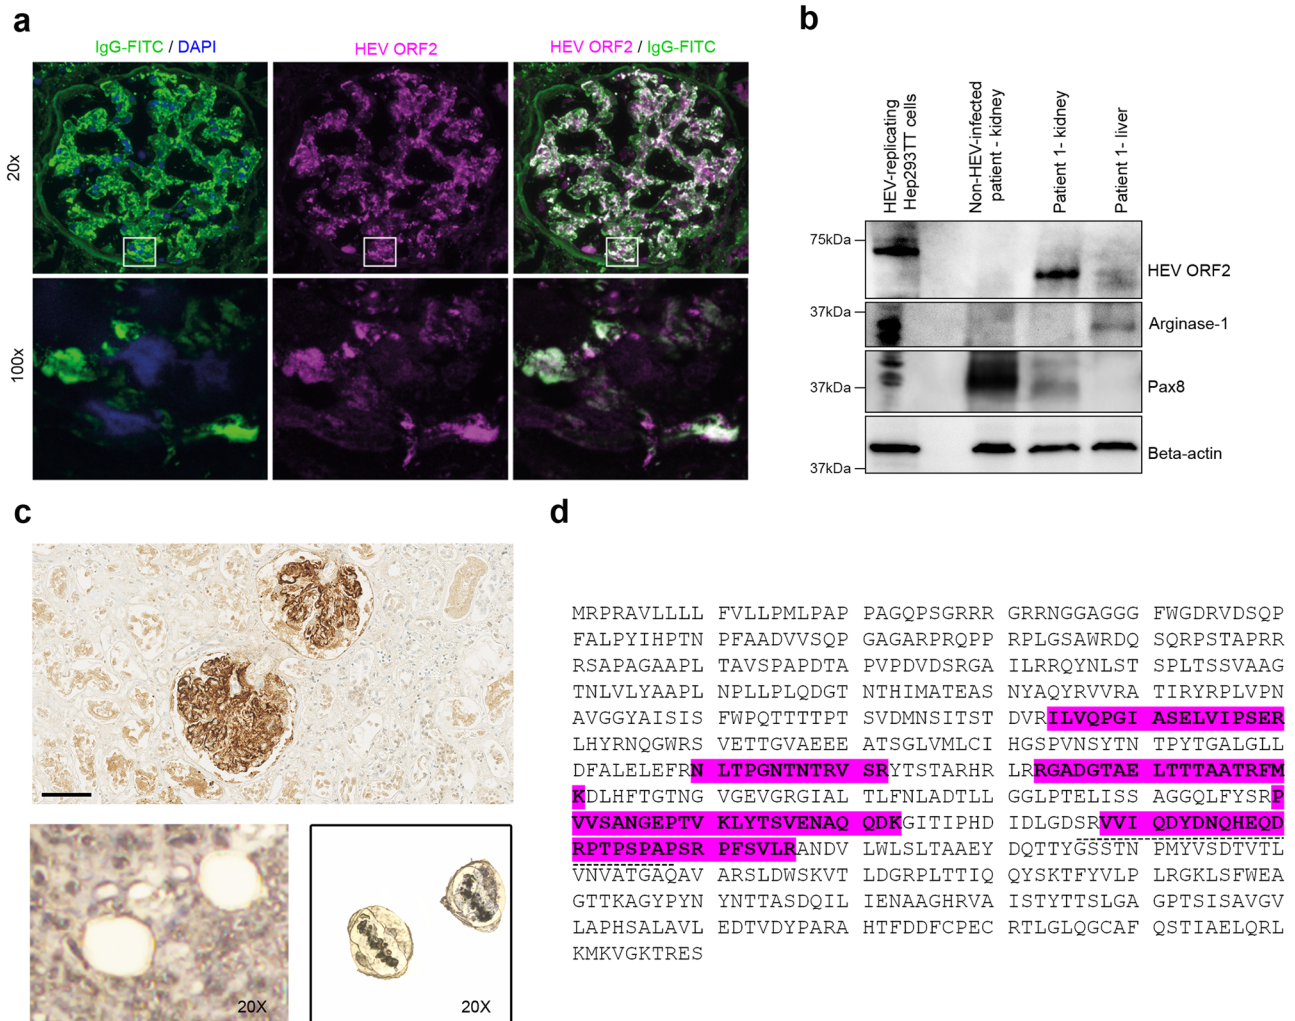 a
IgG-FITC / DAPI
HEV ORF2
HEV ORF2 / IgG-FITC
20x
100x
b
HEV-replicating
Hep293TT cells
Non-HEV-infected
patient - kidney
Patient 1- kidney
Patient 1- liver
75kDa
HEV ORF2
37kDa
Arginase-1
37kDa
Pax8
37kDa
Beta-actin
c
20X
20X
d
MRPRAVLLLL FVLLPMLPAP PAGQPSGRRR GRRNGGAGGG FWGDRVDSQP
FALPYIHPTN PFAADVVSQP GAGARPRQPP RPLGSAWRDQ SQRPSTAPRR
RSAPAGAAPL TAVSPAPDTA PVPDVDSRGA ILRRQYNLST SPLTSSVAAG
TNLVLYAAPL NPLLPLQDGT NTHIMATEAS NYAQYRVVRA TIRYRPLVPN
AVGGYAISIS FWPQTTTTPT SVDMNSITST DVRILVQPGI ASELVIPSER
LHYRNQGWRS VETTGVAEEE ATSGLVMLCI HGSPVNSYTN TPYTGALGLL
DFALELEFRN LTPGNTNTRV SRYTSTARHR LRRGADGTAE LTTTAATRFM
KDLHFTGTNG VGEVGRGIAL TLFNLADTLL GGLPTELISS AGGQLFYSRP
VVSANGEPTV KLYTSVENAQ QDKGITIPHD IDLGDSRVVI QDYDNQHEQD
RPTPSPAPSR PFSVLRANDV LWLSLTAAEY DQTTYGSSTN PMYVSDTVTL
VNVATGAQAV ARSLDWSKVT LDGRPLTTIQ QYSKTFYVLP LRGKLSFWEA
GTTKAGYPYN YNTTASDQIL IENAAGHRVA ISTYTTSLGA GPTSISAVGV
LAPHSALAVL EDTVDYPARA HTFDDFCPEC RTLGLQGCAF QSTIAELQRL
KMKVGKTRES